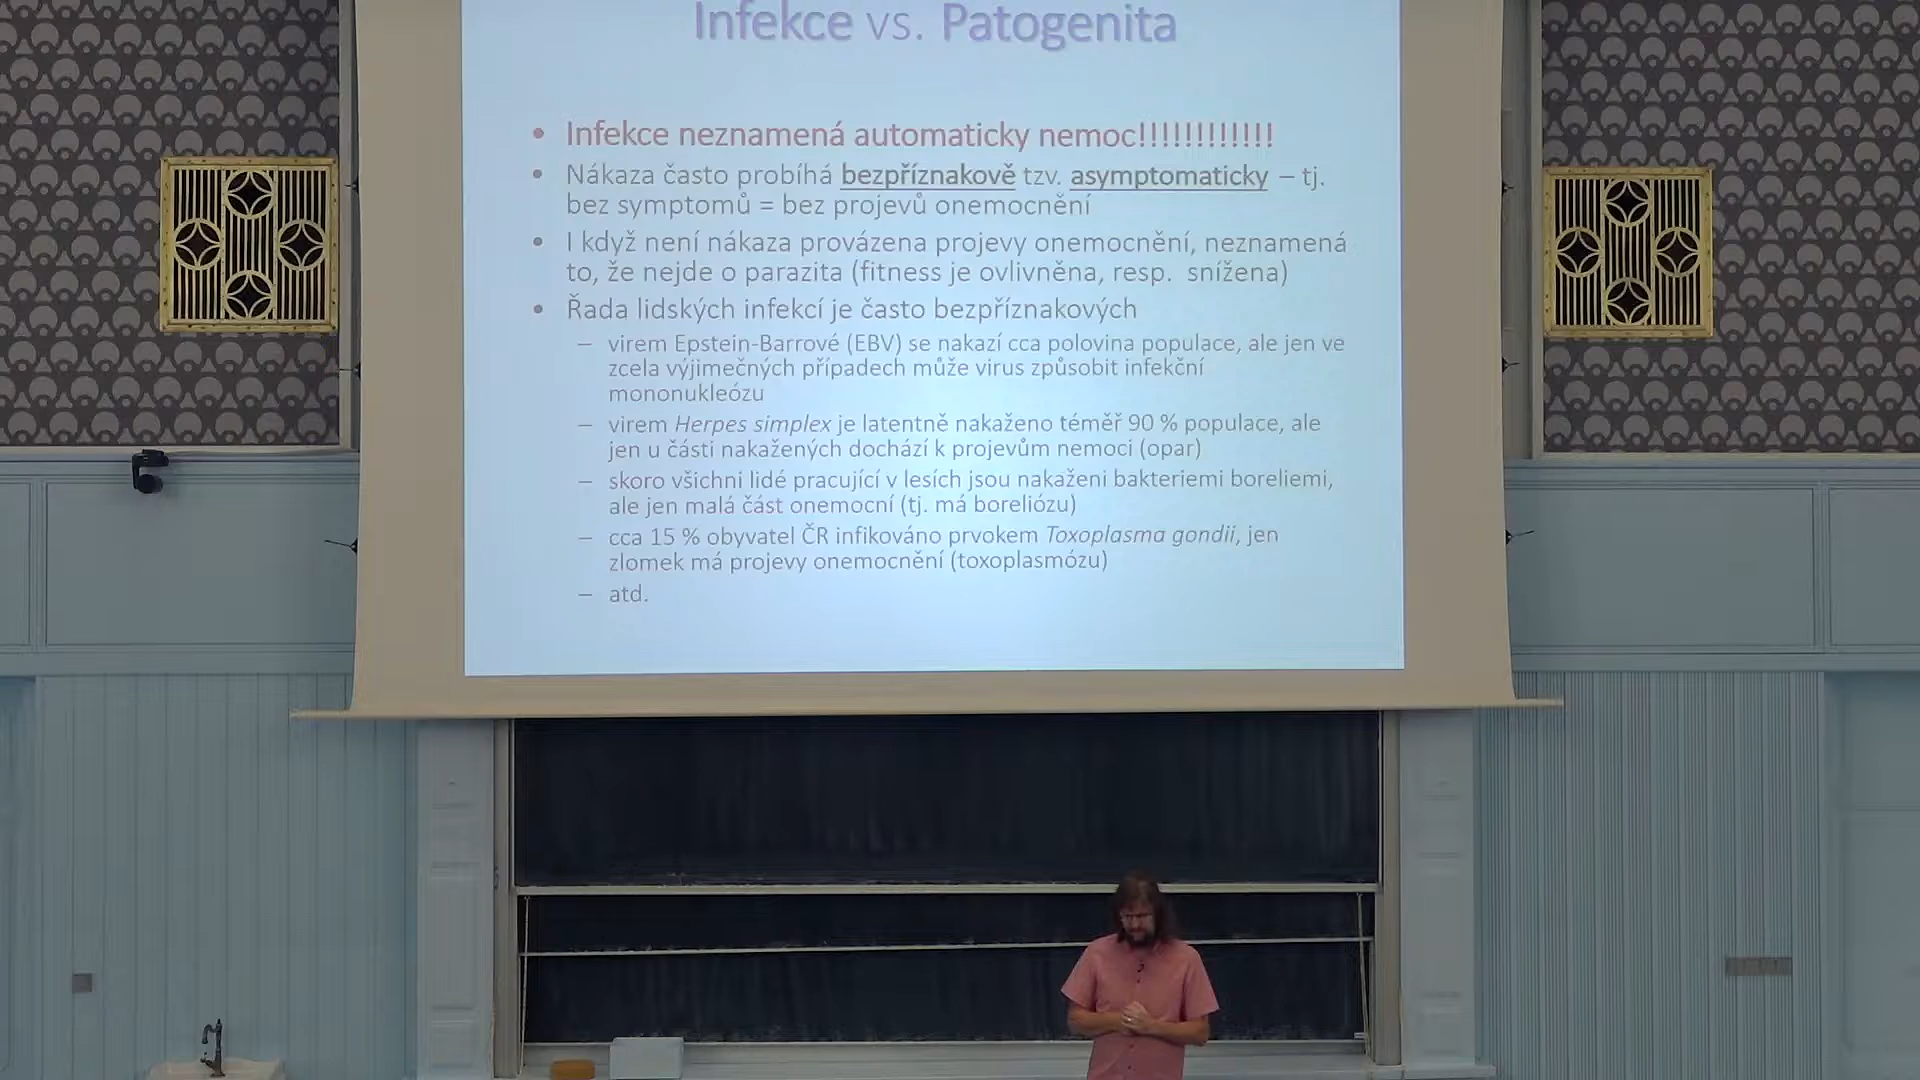 Infekce vs. Patogenita
• Infekce neznamená automaticky nemoc!!!!!!!!!!!!
• Nákaza často probíhá bezpříznakově tzv. asymptomaticky – tj.
bez symptomů = bez projevů onemocnění
• I když není nákaza provázena projevy onemocnění, neznamená
to, že nejde o parazita (fitness je ovlivněna, resp. snížena)
• Řada lidských infekcí je často bezpříznakových
– virem Epstein-Barrové (EBV) se nakazí cca polovina populace, ale jen ve
zcela výjimečných případech může virus způsobit infekční
mononukleózu
– virem Herpes simplex je latentně nakaženo téměř 90 % populace, ale
jen u části nakažených dochází k projevům nemoci (opar)
– skoro všichni lidé pracující v lesích jsou nakaženi bakteriemi boreliemi,
ale jen malá část onemocní (tj. má boreliózu)
– cca 15 % obyvatel ČR infikováno prvokem Toxoplasma gondii, jen
zlomek má projevy onemocnění (toxoplasmózu)
– atd.